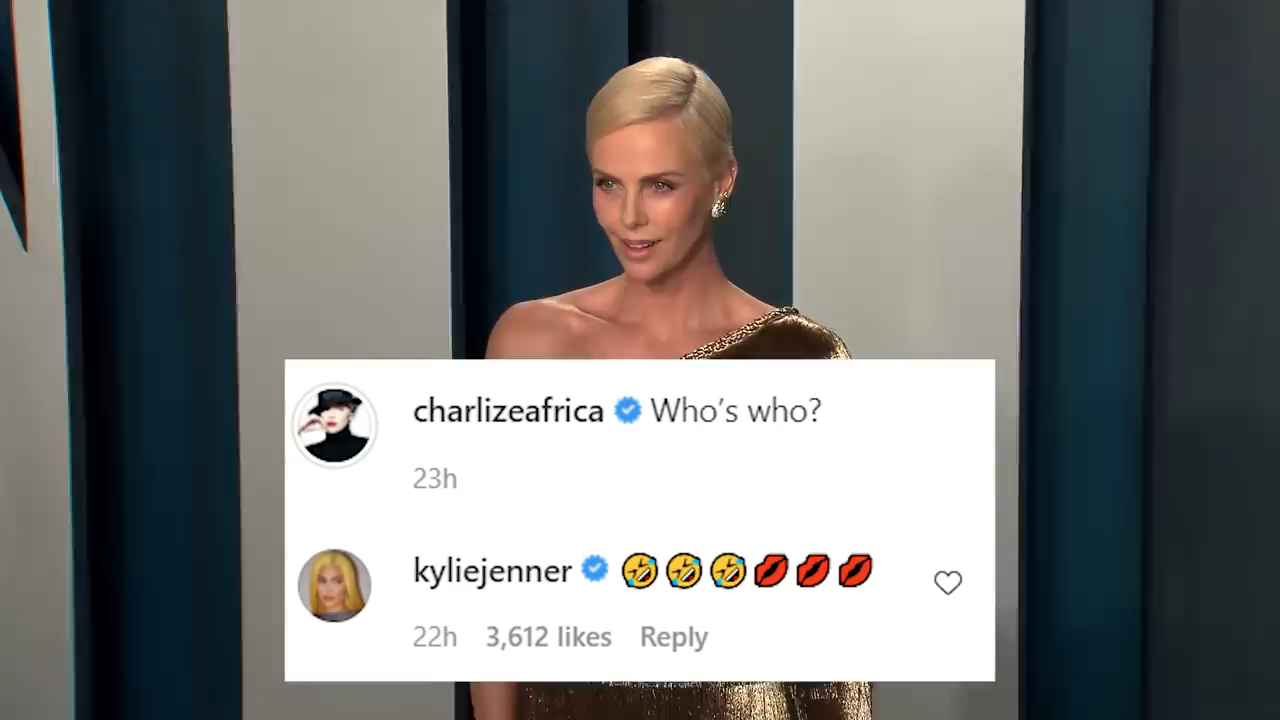 charlizeafrica Who's who?
23h
kyliejenner 🤣🤣🤣💋💋💋
22h 3,612 likes Reply